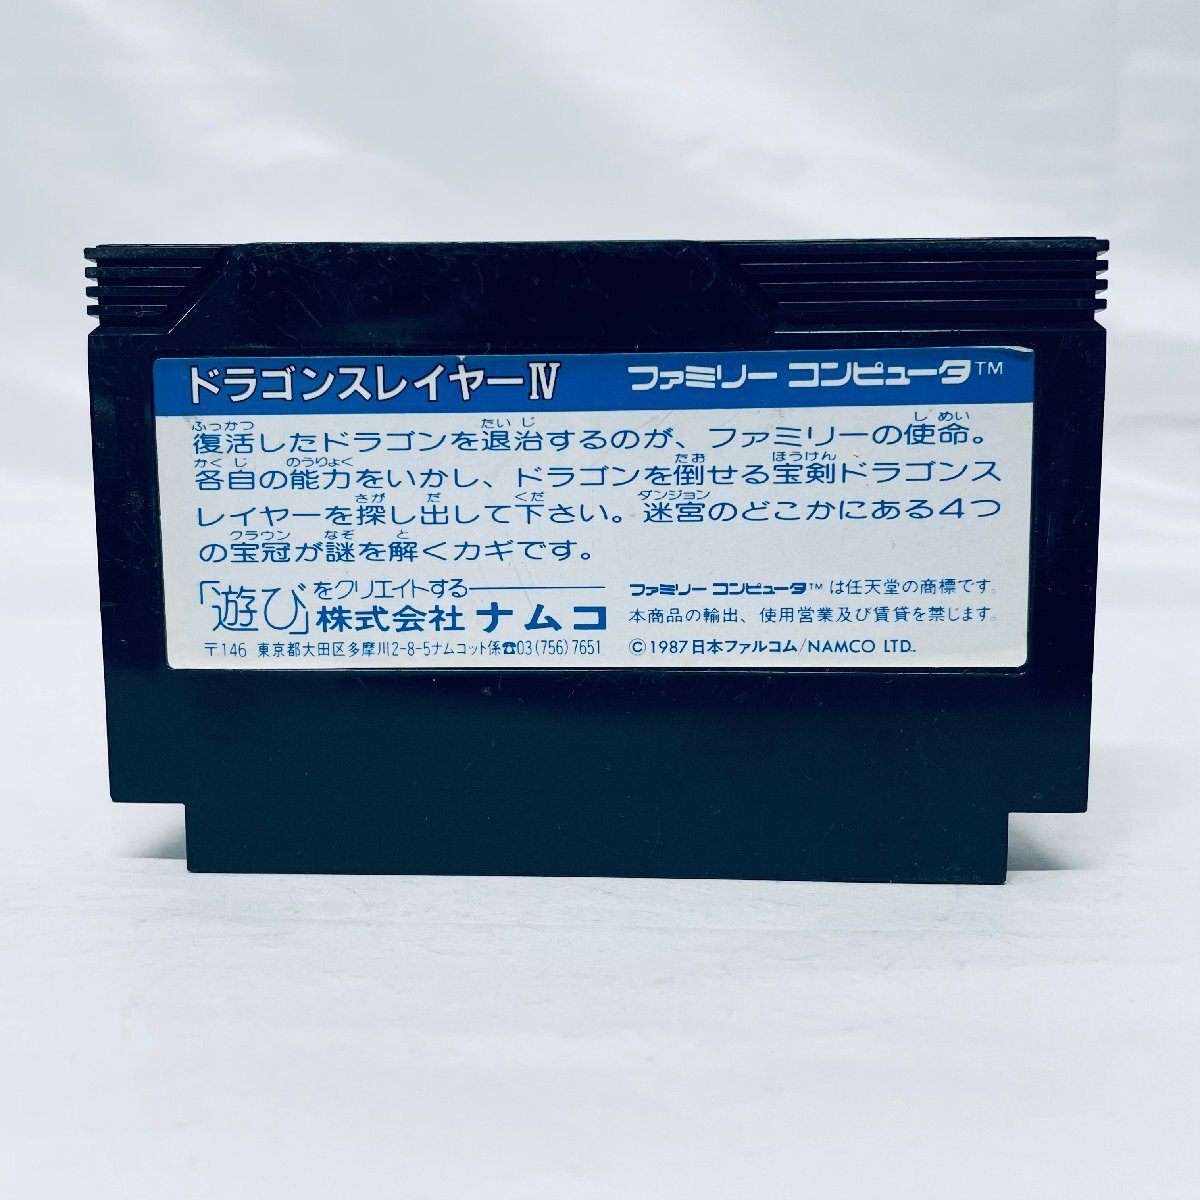 ドラゴンスレイヤーIV ファミリー コンピュータ™
ふっかつ たいじ しめい
復活したドラゴンを退治するのが、ファミリーの使命。
かくじ のうりょく たお ほうけん
各自の能力をいかし、ドラゴンを倒せる宝剣ドラゴンス
さが だ くだ ダンジョン
レイヤーを探し出して下さい。迷宮のどこかにある4つ
クラウン なぞ と
の宝冠が謎を解くカギです。
「遊び」をクリエイトする
株式会社 ナムコ
〒146 東京都大田区多摩川2-8-5ナムコット係☎03(756)7651
ファミリー コンピュータ™ は任天堂の商標です。
本商品の輸出、使用営業及び賃貸を禁じます。
©1987 日本ファルコム/NAMCO LTD.